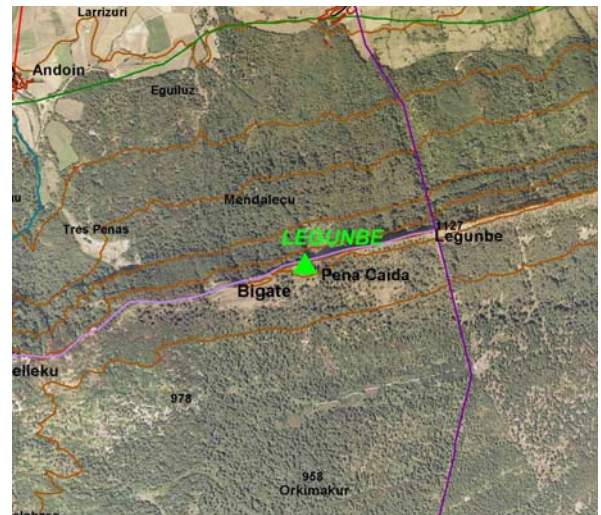 Larrizuri
Andoin
Eguiluz
Mendaleçu
Tres Penas
1127
LEGUNBE
Legunbe
Pena Caida
Bigate
elleku
978
958
Orkimakur